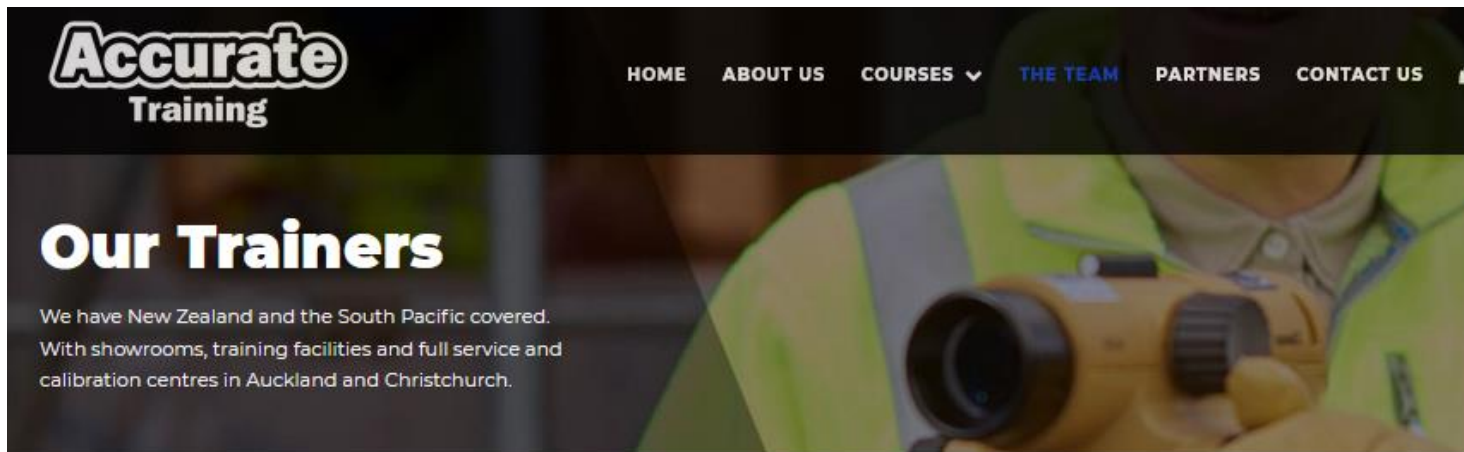 Accurate
Training
HOME ABOUT US COURSES THE TEAM PARTNERS CONTACT US
Our Trainers
We have New Zealand and the South Pacific covered.
With showrooms, training facilities and full service and
calibration centres in Auckland and Christchurch.